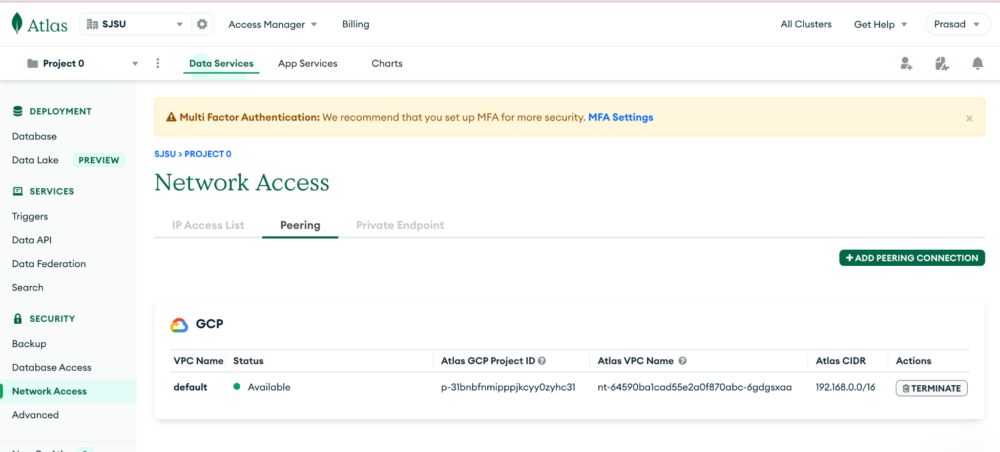 Atlas SJSU Access Manager Billing All Clusters Get Help Prasad
Project 0 Data Services App Services Charts
DEPLOYMENT
Database
Data Lake PREVIEW
SERVICES
Triggers
Data API
Data Federation
Search
SECURITY
Backup
Database Access
Network Access
Advanced
Multi Factor Authentication: We recommend that you set up MFA for more security. MFA Settings ×
SJSU > PROJECT 0
Network Access
IP Access List Peering Private Endpoint
+ ADD PEERING CONNECTION
GCP
VPC Name Status Atlas GCP Project ID ? Atlas VPC Name ? Atlas CIDR Actions
default Available p-31bnbfnmipppjkcyy0zyhc31 nt-64590ba1cad55e2a0f870abc-6gdgsxaa 192.168.0.0/16 TERMINATE